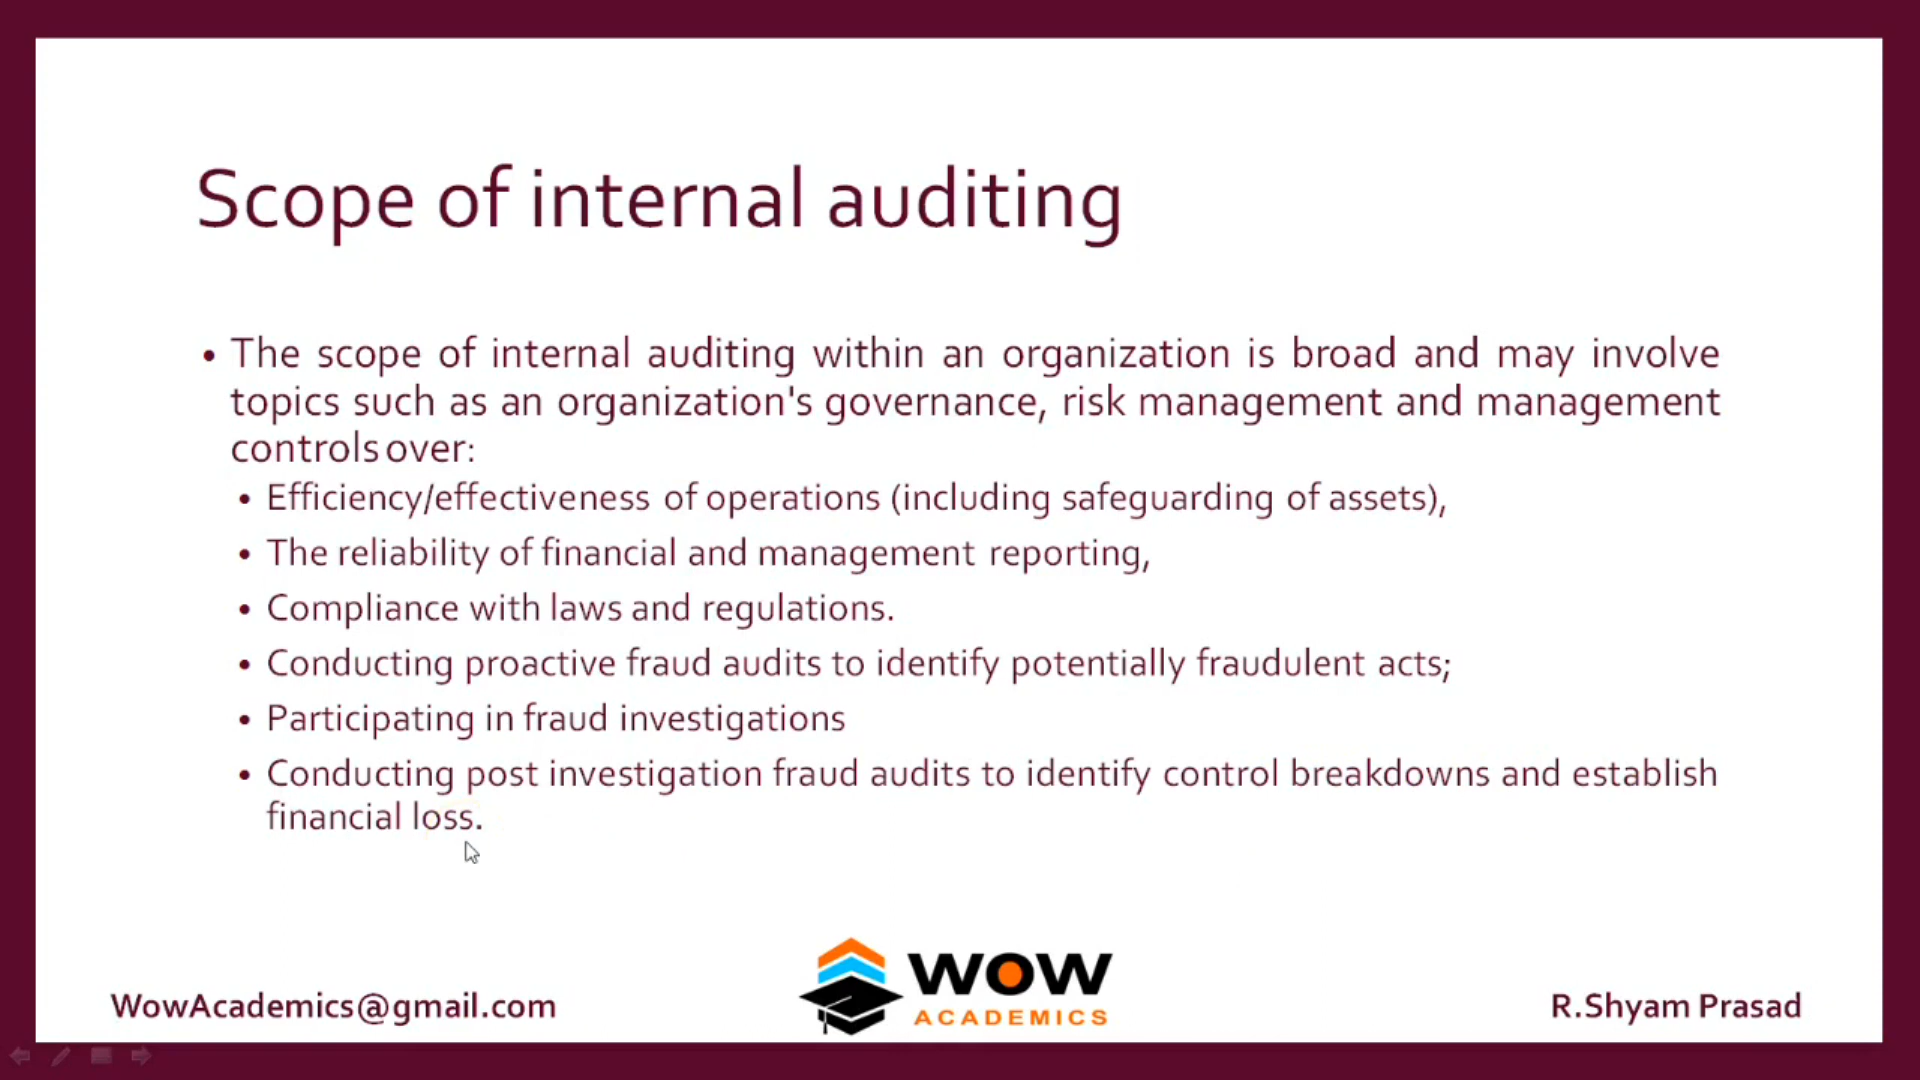 Scope of internal auditing
• The scope of internal auditing within an organization is broad and may involve
topics such as an organization's governance, risk management and management
controls over:
• Efficiency/effectiveness of operations (including safeguarding of assets),
• The reliability of financial and management reporting,
• Compliance with laws and regulations.
• Conducting proactive fraud audits to identify potentially fraudulent acts;
• Participating in fraud investigations
• Conducting post investigation fraud audits to identify control breakdowns and establish
financial loss.
WowAcademics@gmail.com
WOW
ACADEMICS
R.Shyam Prasad